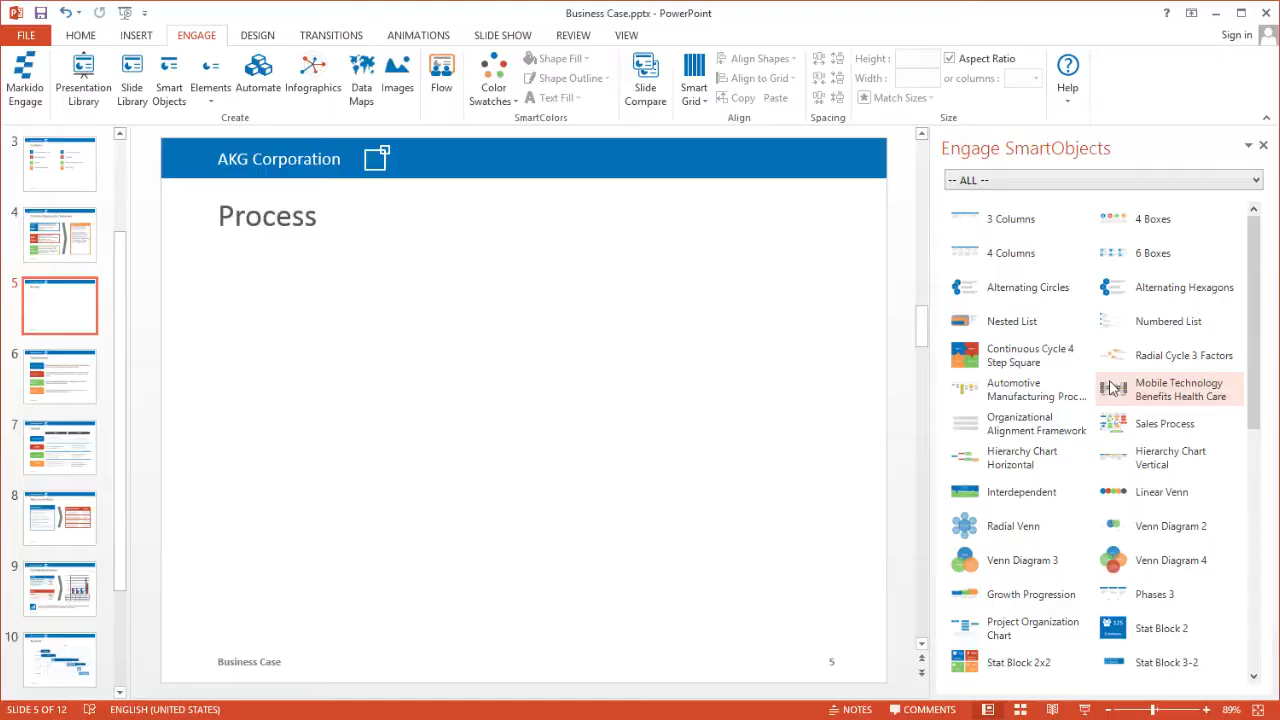 Business Case.pptx - PowerPoint
FILE HOME INSERT ENGAGE DESIGN TRANSITIONS ANIMATIONS SLIDE SHOW REVIEW VIEW Sign in
Markido Engage
Presentation Library
Slide Library
Smart Objects
Elements
Automate
Infographics
Data Maps
Images
Flow
Color Swatches
Shape Fill
Shape Outline
Text Fill
Slide Compare
Smart Grid
Align Shapes
Align to Grid
Copy Paste
Height:
Width:
Match Sizes
Aspect Ratio
or columns:
Help
Create
SmartColors
Align
Spacing
Size
3
4
5
6
7
8
9
10
AKG Corporation
Process
Business Case
5
Engage SmartObjects
-- ALL --
3 Columns
4 Boxes
4 Columns
6 Boxes
Alternating Circles
Alternating Hexagons
Nested List
Numbered List
Continuous Cycle 4 Step Square
Radial Cycle 3 Factors
Automotive Manufacturing Proc...
Mobile Technology Benefits Health Care
Organizational Alignment Framework
Sales Process
Hierarchy Chart Horizontal
Hierarchy Chart Vertical
Interdependent
Linear Venn
Radial Venn
Venn Diagram 2
Venn Diagram 3
Venn Diagram 4
Growth Progression
Phases 3
Project Organization Chart
Stat Block 2
Stat Block 2x2
Stat Block 3-2
SLIDE 5 OF 12
ENGLISH (UNITED STATES)
NOTES
COMMENTS
89%